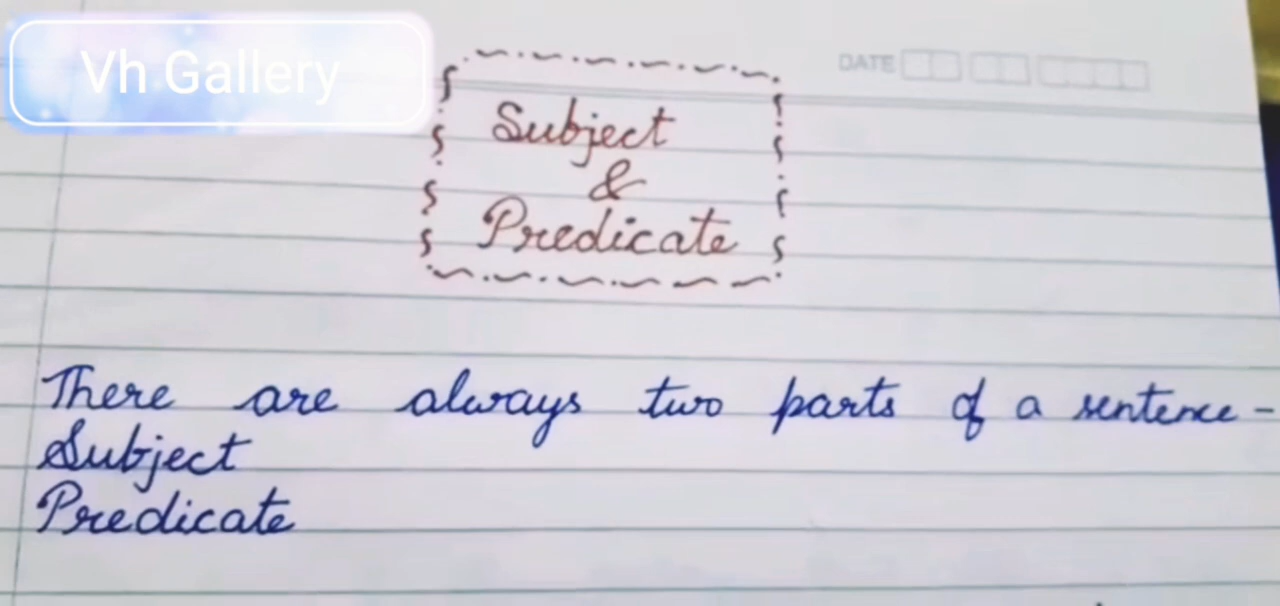 Vh Gallery
DATE
Subject
&
Predicate
There are always two parts of a sentence -
Subject
Predicate